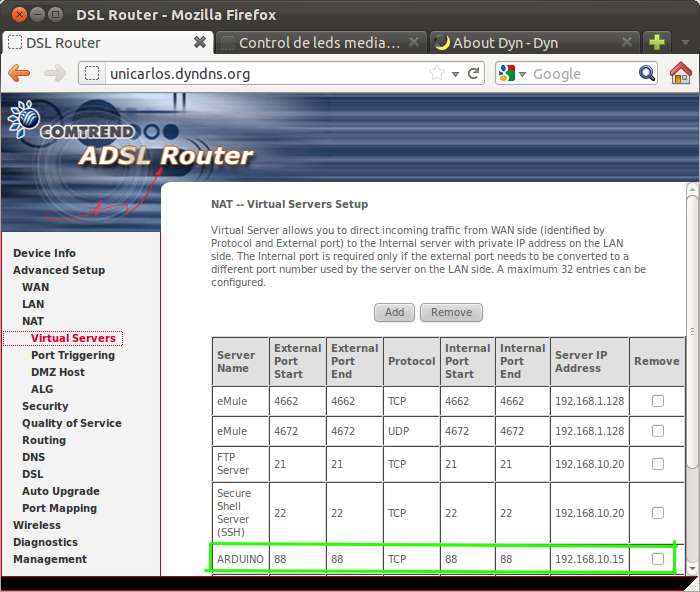 DSL Router - Mozilla Firefox
DSL Router
Control de leds media...
About Dyn - Dyn
unicarlos.dyndns.org
Google
COMTREND
ADSL Router
Device Info
Advanced Setup
WAN
LAN
NAT
Virtual Servers
Port Triggering
DMZ Host
ALG
Security
Quality of Service
Routing
DNS
DSL
Auto Upgrade
Port Mapping
Wireless
Diagnostics
Management
NAT -- Virtual Servers Setup
Virtual Server allows you to direct incoming traffic from WAN side (identified by
Protocol and External port) to the Internal server with private IP address on the LAN
side. The Internal port is required only if the external port needs to be converted to a
different port number used by the server on the LAN side. A maximum 32 entries can be
configured.
Add Remove
Server Name External Port Start External Port End Protocol Internal Port Start Internal Port End Server IP Address Remove
eMule 4662 4662 TCP 4662 4662 192.168.1.128
eMule 4672 4672 UDP 4672 4672 192.168.1.128
FTP Server 21 21 TCP 21 21 192.168.10.20
Secure Shell Server (SSH) 22 22 TCP 22 22 192.168.10.20
ARDUINO 88 88 TCP 88 88 192.168.10.15